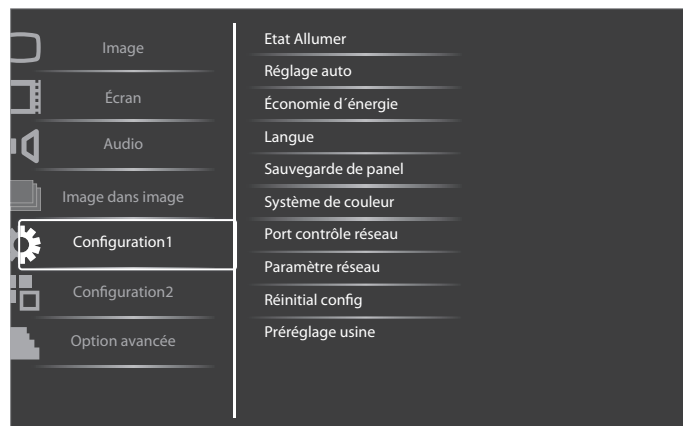 Image
Écran
Audio
Image dans image
Configuration1
Configuration2
Option avancée
Etat Allumer
Réglage auto
Économie d´énergie
Langue
Sauvegarde de panel
Système de couleur
Port contrôle réseau
Paramètre réseau
Réinitial config
Préréglage usine